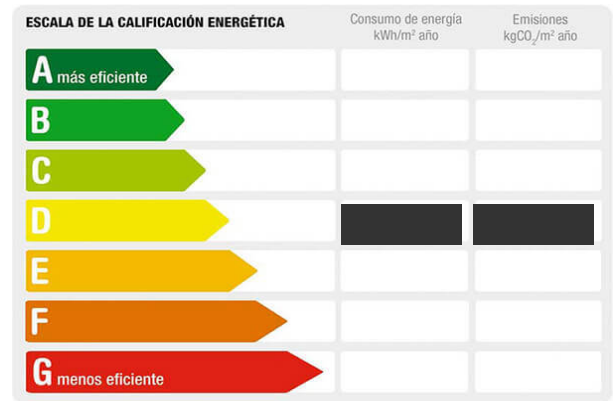 ESCALA DE LA CALIFICACIÓN ENERGÉTICA
Consumo de energía
kWh/m² año
Emisiones
kgCO₂/m² año
A más eficiente
B
C
D
E
F
G menos eficiente